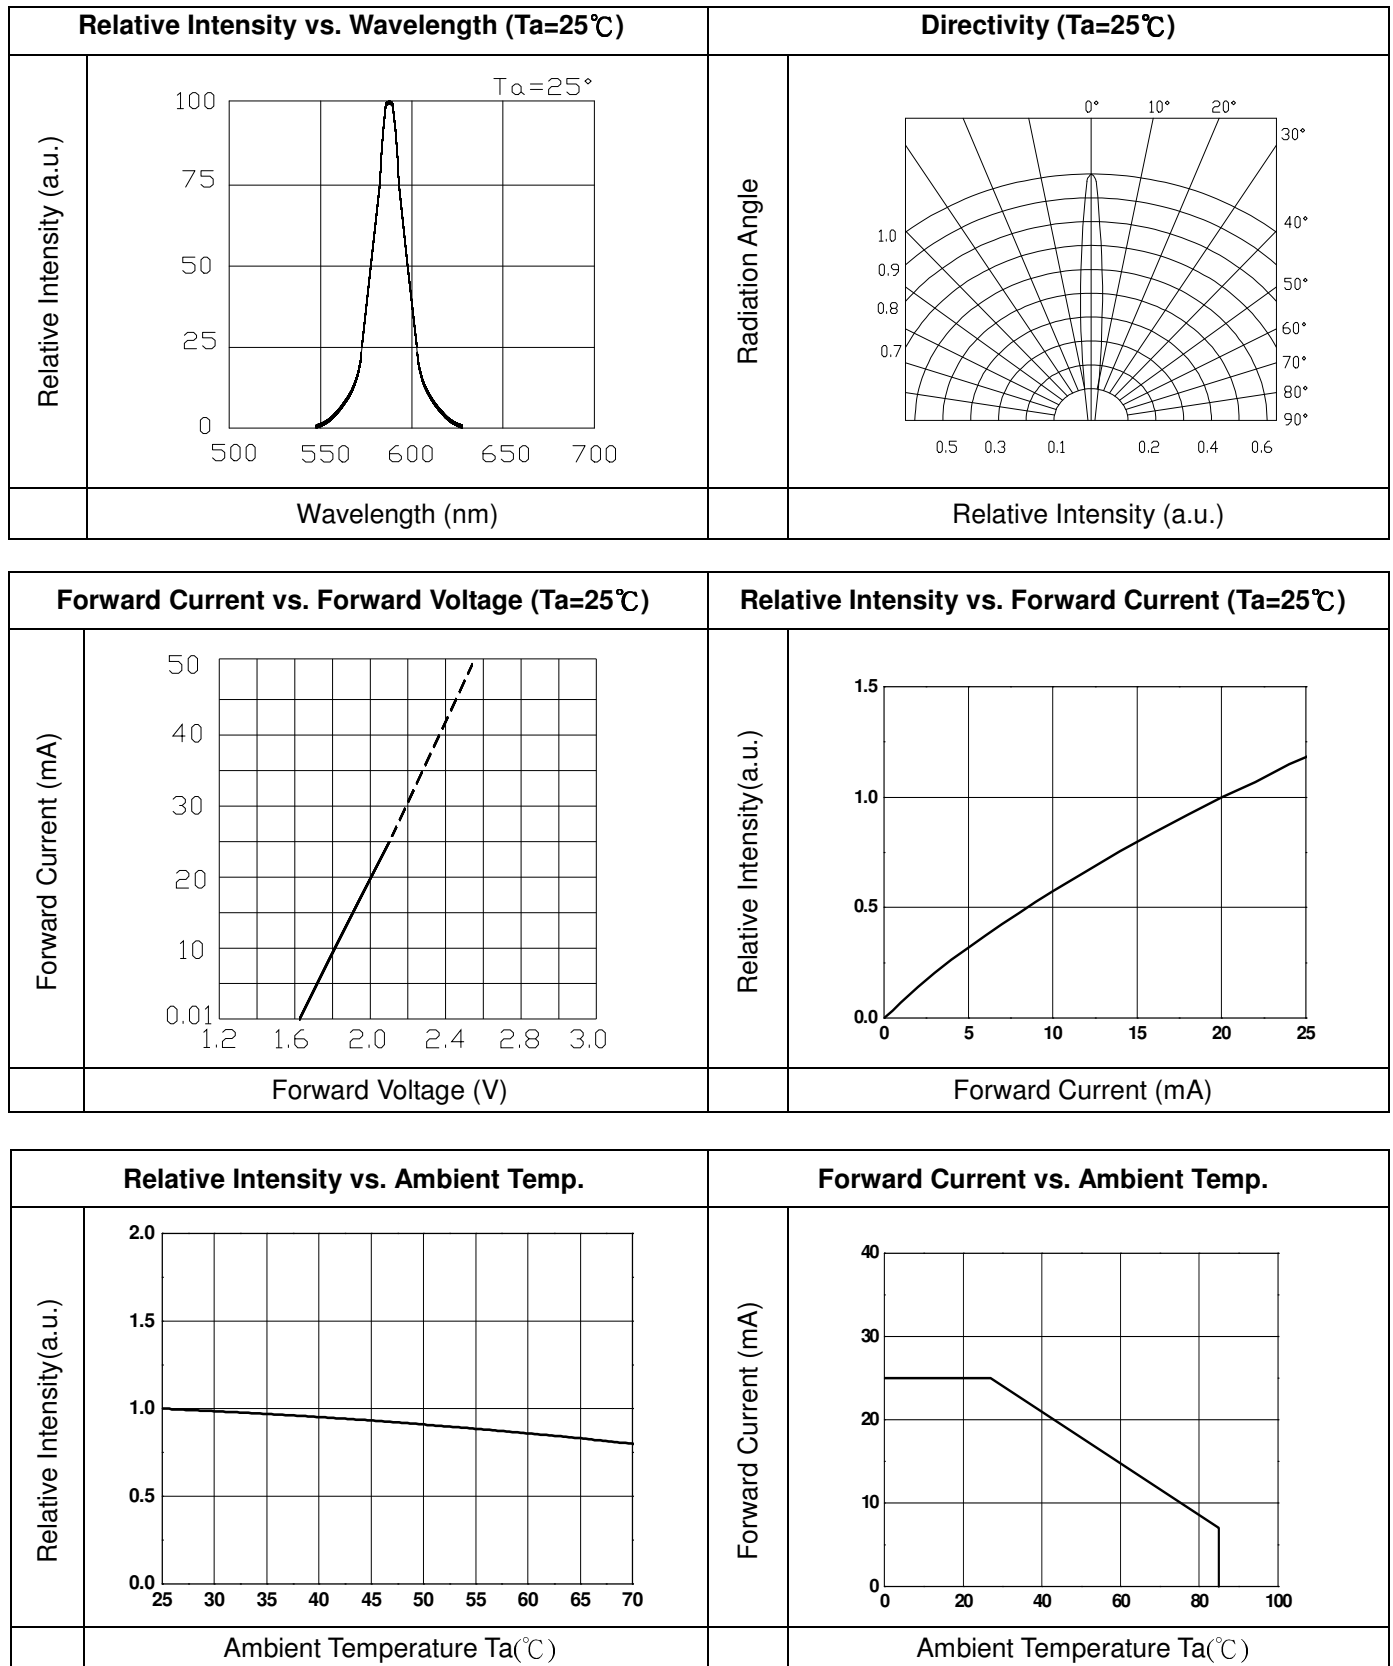 Relative Intensity vs. Wavelength (Ta=25℃)
Directivity (Ta=25℃)
Relative Intensity (a.u.)
Ta=25°
100
75
50
25
0
500 550 600 650 700
Wavelength (nm)
Radiation Angle
0° 10° 20°
30°
40°
50°
60°
70°
80°
90°
1.0
0.9
0.8
0.7
0.5 0.3 0.1 0.2 0.4 0.6
Relative Intensity (a.u.)
Forward Current vs. Forward Voltage (Ta=25℃)
Relative Intensity vs. Forward Current (Ta=25℃)
Forward Current (mA)
50
40
30
20
10
0.01
1.2 1.6 2.0 2.4 2.8 3.0
Forward Voltage (V)
Relative Intensity(a.u.)
1.5
1.0
0.5
0.0
0 5 10 15 20 25
Forward Current (mA)
Relative Intensity vs. Ambient Temp.
Forward Current vs. Ambient Temp.
Relative Intensity(a.u.)
2.0
1.5
1.0
0.5
0.0
25 30 35 40 45 50 55 60 65 70
Ambient Temperature Ta(℃)
Forward Current (mA)
40
30
20
10
0
0 20 40 60 80 100
Ambient Temperature Ta(℃)